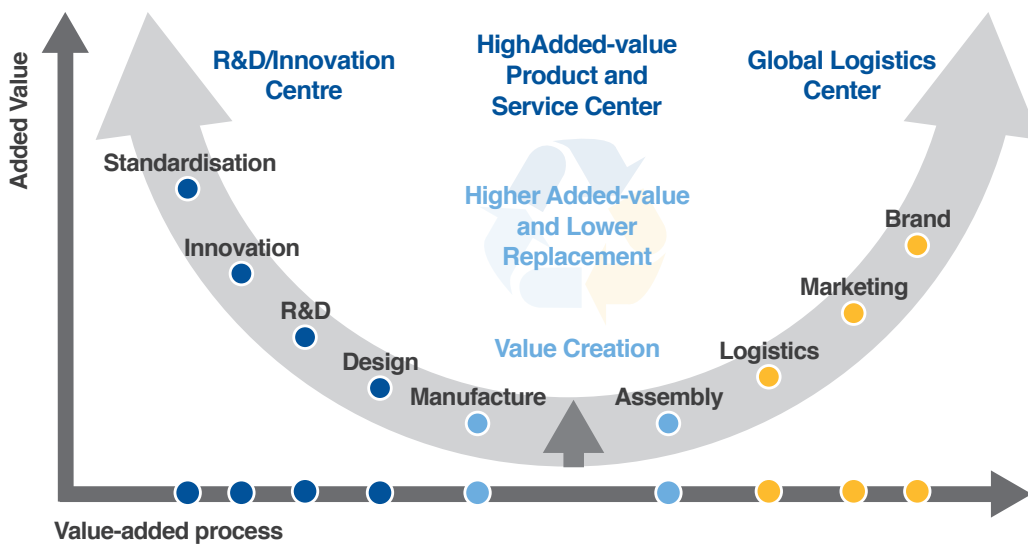 Added Value
R&D/Innovation
Centre
HighAdded-value
Product and
Service Center
Global Logistics
Center
Standardisation
Innovation
R&D
Design
Manufacture
Higher Added-value
and Lower
Replacement
Value Creation
Assembly
Logistics
Marketing
Brand
Value-added process